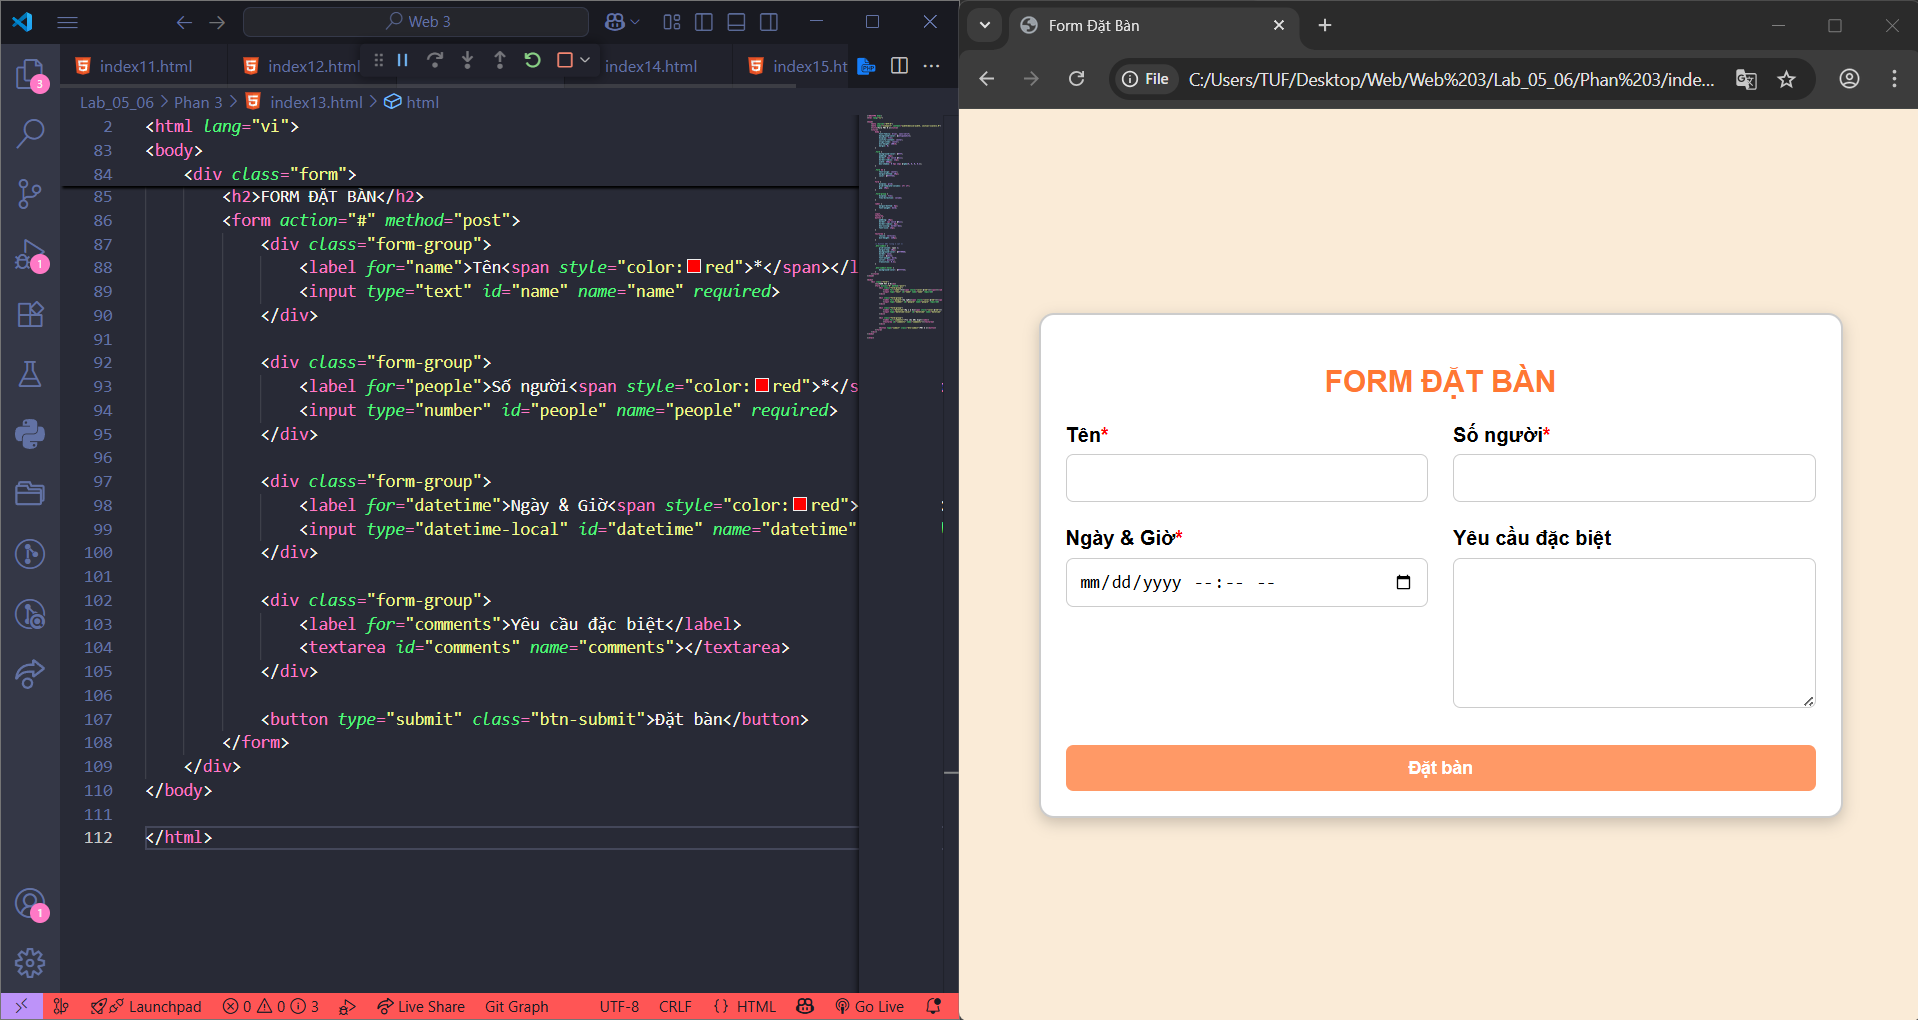 Web 3
index11.html
index12.html
index14.html
index15.ht
Lab_05_06 > Phan 3 > index13.html > html
2 <html lang="vi">
83 <body>
84 <div class="form">
85 <h2>FORM ĐẶT BÀN</h2>
86 <form action="#" method="post">
87 <div class="form-group">
88 <label for="name">Tên<span style="color:red">*</span></l
89 <input type="text" id="name" name="name" required>
90 </div>
91
92 <div class="form-group">
93 <label for="people">Số người<span style="color:red">*</s
94 <input type="number" id="people" name="people" required>
95 </div>
96
97 <div class="form-group">
98 <label for="datetime">Ngày & Giờ<span style="color:red">
99 <input type="datetime-local" id="datetime" name="datetime"
100 </div>
101
102 <div class="form-group">
103 <label for="comments">Yêu cầu đặc biệt</label>
104 <textarea id="comments" name="comments"></textarea>
105 </div>
106
107 <button type="submit" class="btn-submit">Đặt bàn</button>
108 </form>
109 </div>
110 </body>
111
112 </html>
3
1
1
Launchpad
0 0 3
Live Share
Git Graph
UTF-8
CRLF
{} HTML
Go Live
Form Đặt Bàn
File
C:/Users/TUF/Desktop/Web/Web%203/Lab_05_06/Phan%203/inde...
FORM ĐẶT BÀN
Tên*
Số người*
Ngày & Giờ*
Yêu cầu đặc biệt
mm/dd/yyyy --:-- --
Đặt bàn